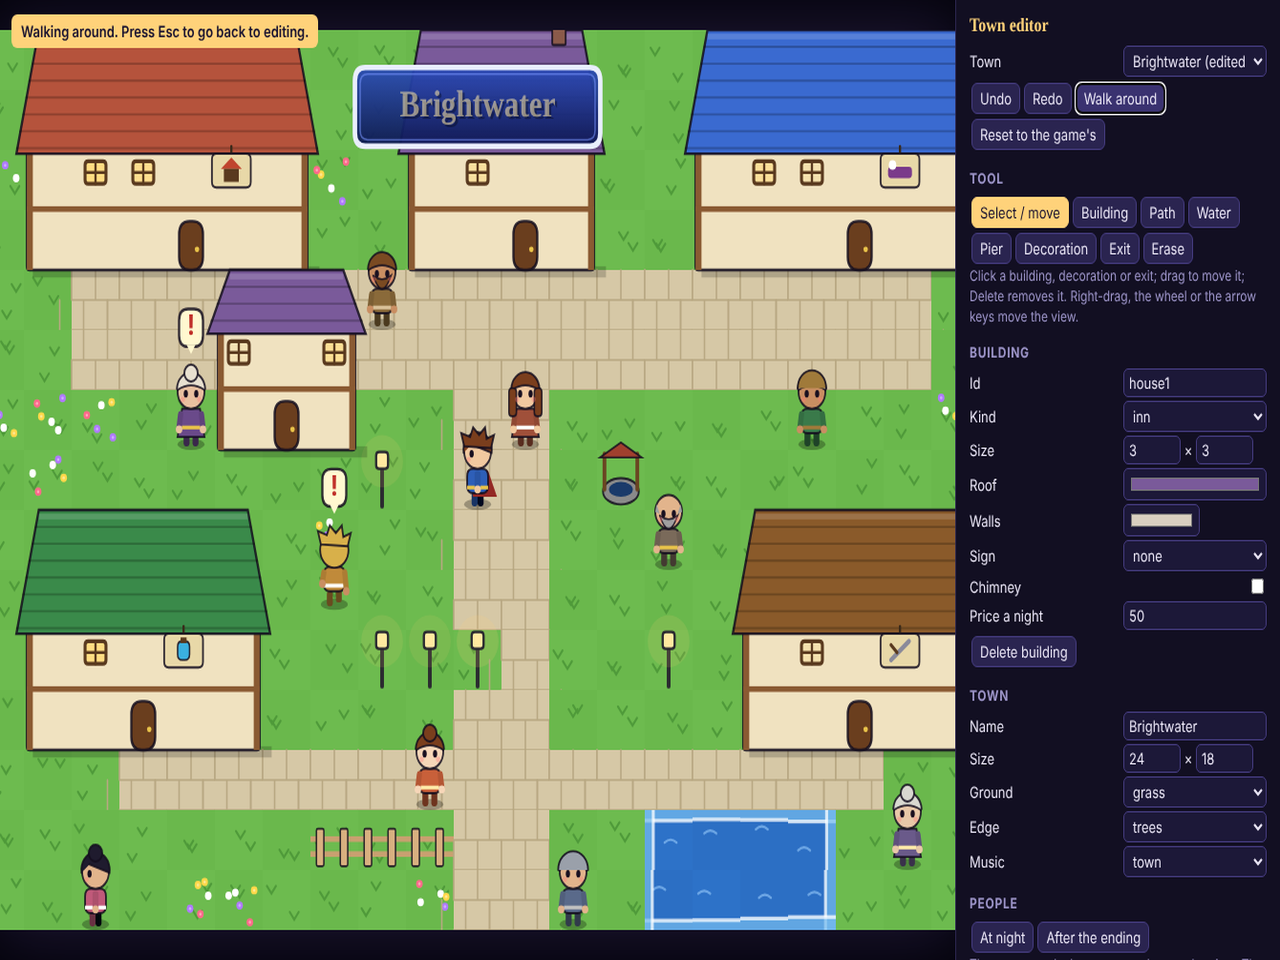 Walking around. Press Esc to go back to editing.
Brightwater
!
!
Town editor
Town
Brightwater (edited
Undo
Redo
Walk around
Reset to the game's
TOOL
Select / move
Building
Path
Water
Pier
Decoration
Exit
Erase
Click a building, decoration or exit; drag to move it;
Delete removes it. Right-drag, the wheel or the arrow
keys move the view.
BUILDING
Id
house1
Kind
inn
Size
3 × 3
Roof
Walls
Sign
none
Chimney
Price a night
50
Delete building
TOWN
Name
Brightwater
Size
24 × 18
Ground
grass
Edge
trees
Music
town
PEOPLE
At night
After the ending